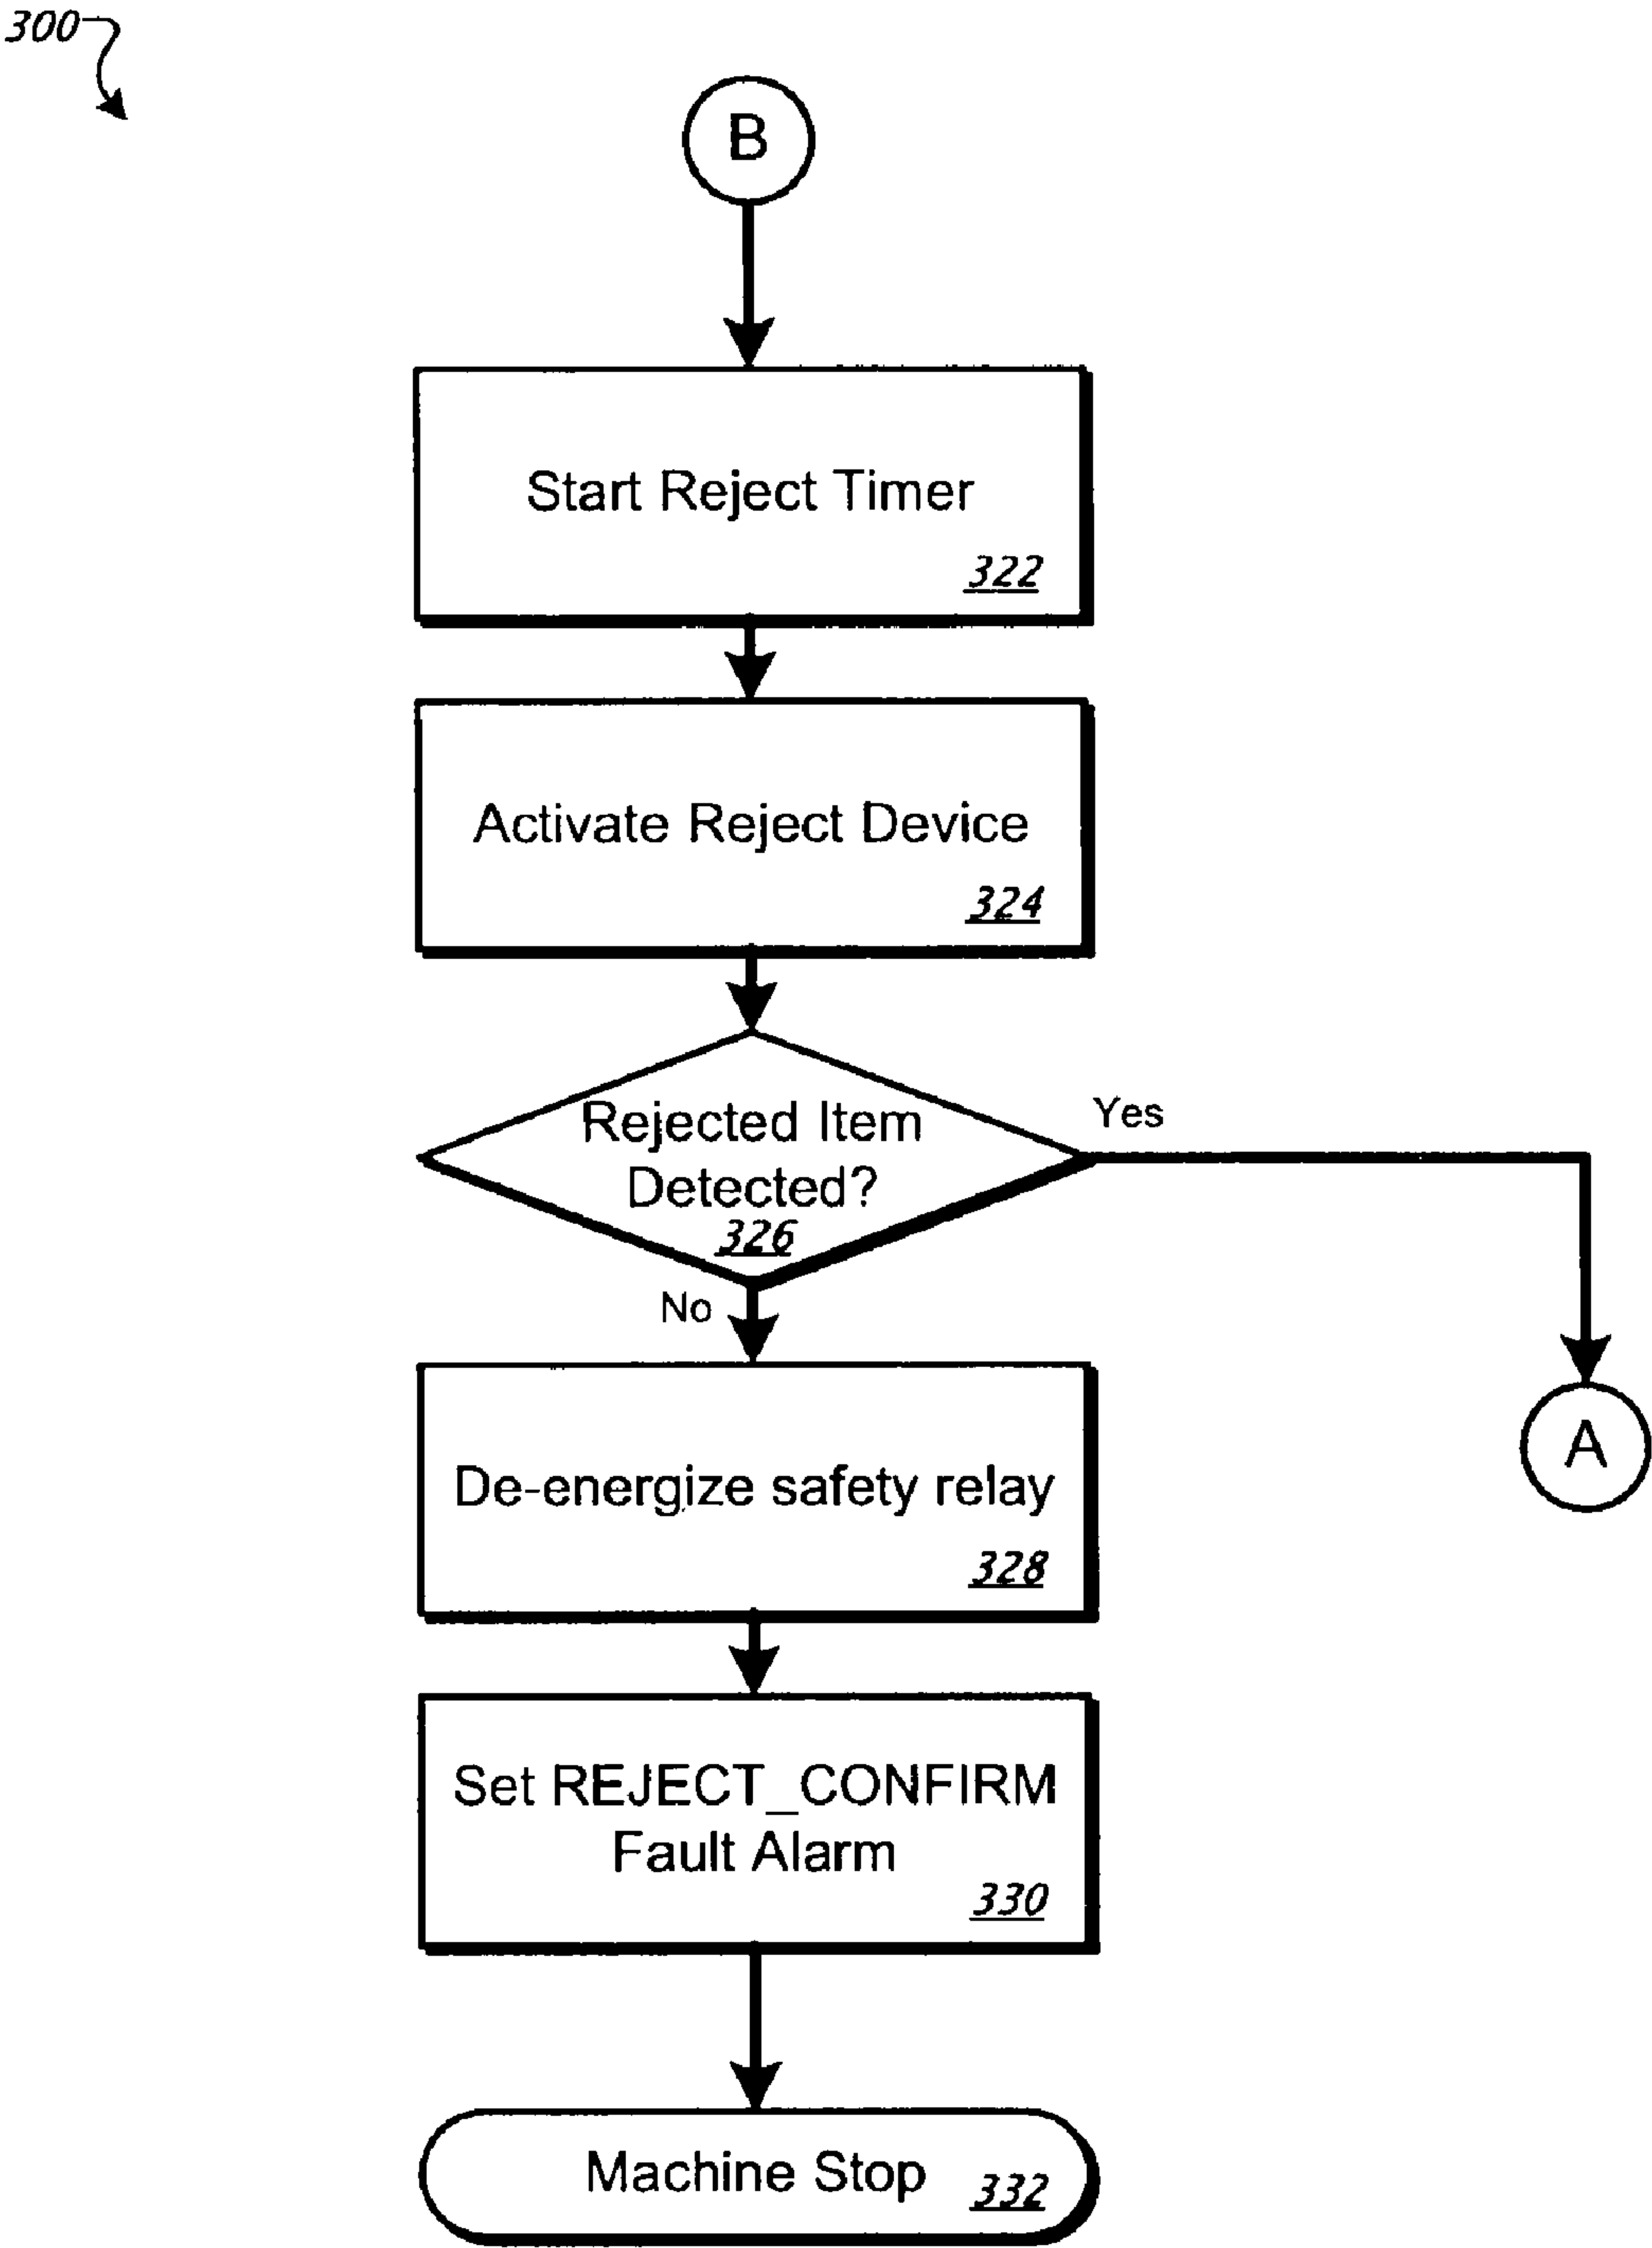 300
B
Start Reject Timer
322
Activate Reject Device
324
Rejected Item
Detected?
326
Yes
No
A
De-energize safety relay
328
Set REJECT_CONFIRM
Fault Alarm
330
Machine Stop 332